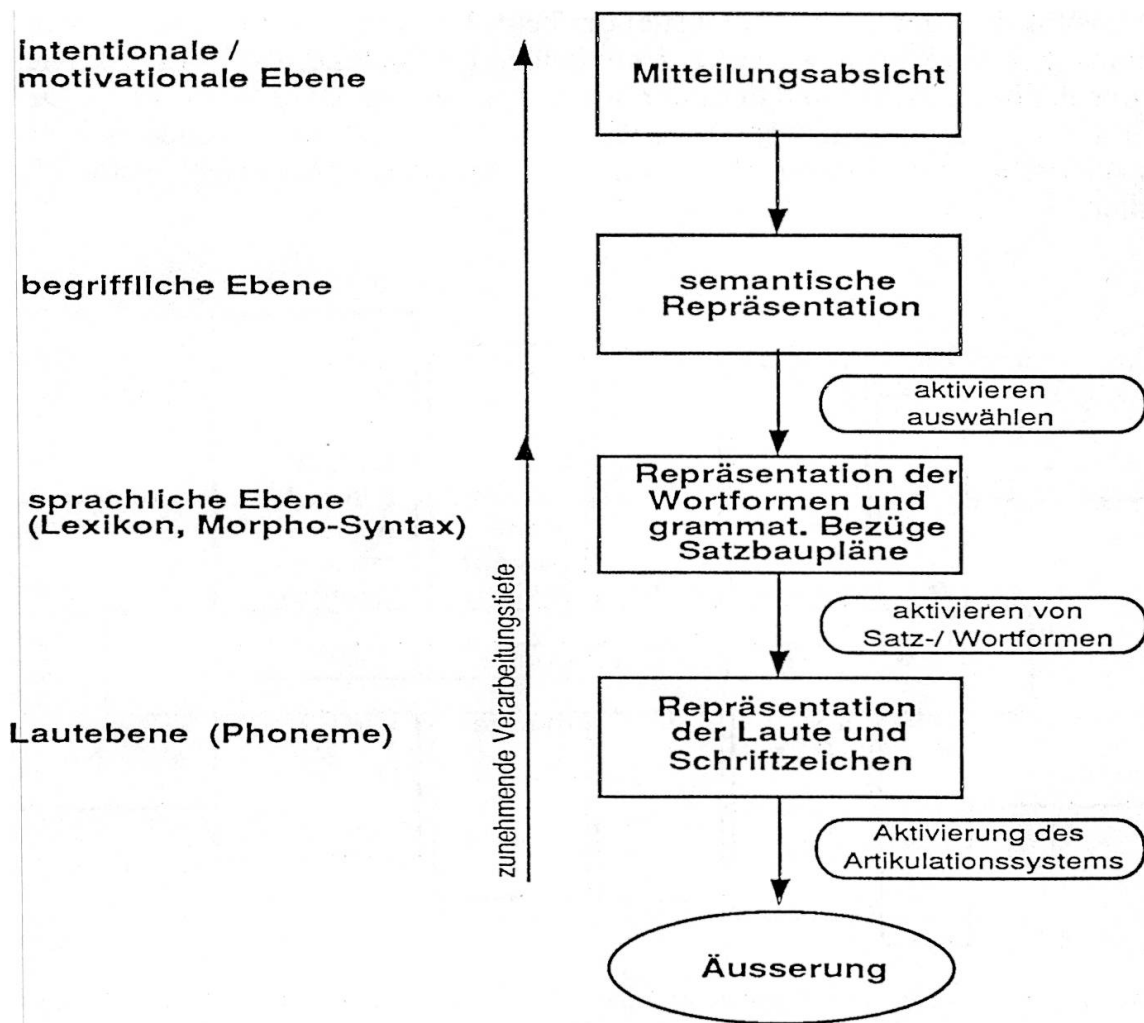 intentionale /
motivationale Ebene
Mitteilungsabsicht
begriffliche Ebene
semantische
Repräsentation
aktivieren
auswählen
sprachliche Ebene
(Lexikon, Morpho-Syntax)
Repräsentation der
Wortformen und
grammat. Bezüge
Satzbaupläne
zunehmende Verarbeitungstiefe
aktivieren von
Satz-/ Wortformen
Lautebene (Phoneme)
Repräsentation
der Laute und
Schriftzeichen
Aktivierung des
Artikulationssystems
Äusserung